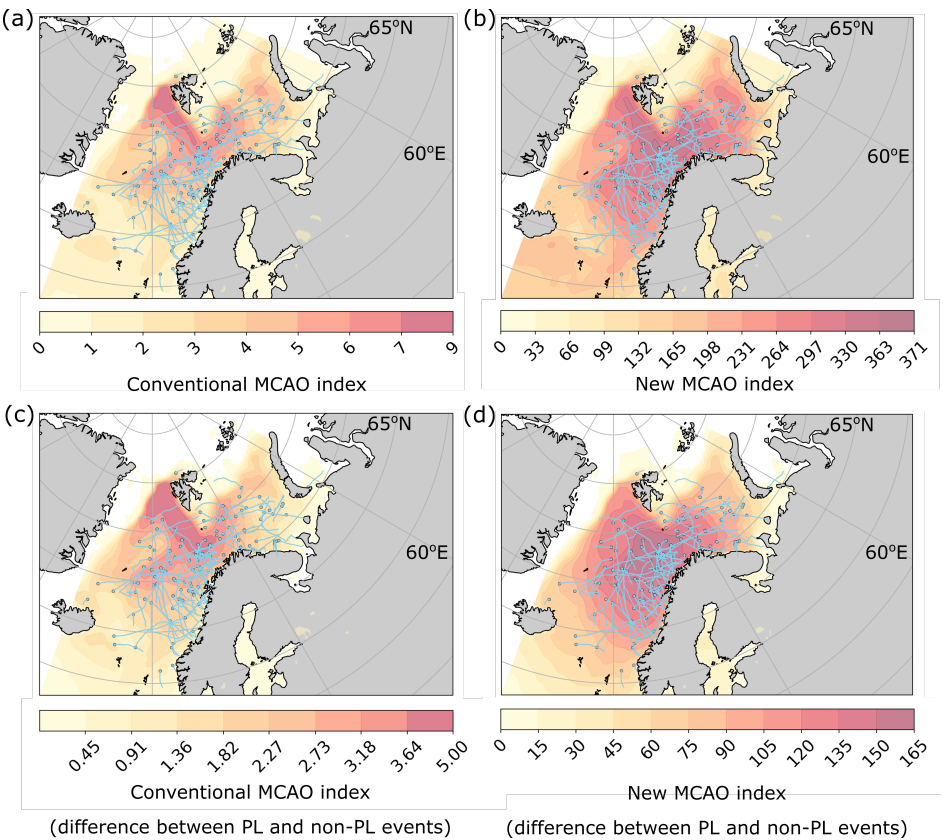 (a)
65°N
60°E
0 1 2 3 4 5 6 7 9
Conventional MCAO index
(b)
65°N
60°E
0 33 66 99 132 165 198 231 264 297 330 363 371
New MCAO index
(c)
65°N
60°E
0.45 0.91 1.36 1.82 2.27 2.73 3.18 3.64 5.00
Conventional MCAO index
(difference between PL and non-PL events)
(d)
65°N
60°E
0 15 30 45 60 75 90 105 120 135 150 165
New MCAO index
(difference between PL and non-PL events)